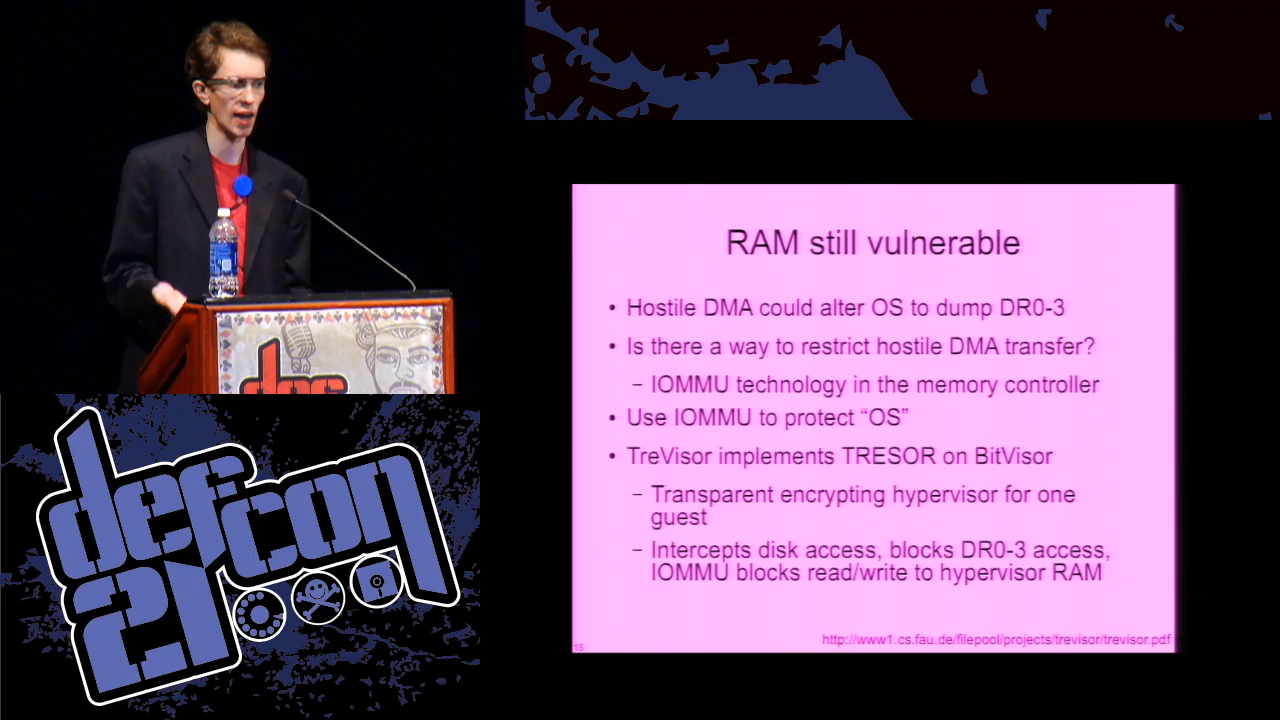 RAM still vulnerable
• Hostile DMA could alter OS to dump DR0-3
• Is there a way to restrict hostile DMA transfer?
– IOMMU technology in the memory controller
• Use IOMMU to protect “OS”
• TreVisor implements TRESOR on BitVisor
– Transparent encrypting hypervisor for one
guest
– Intercepts disk access, blocks DR0-3 access,
IOMMU blocks read/write to hypervisor RAM
http://www1.cs.fau.de/filepool/projects/trevisor/trevisor.pdf
15
defcon
21